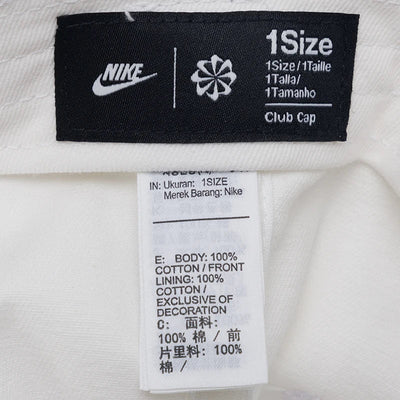 NIKE
1Size
1Size/1Taille
1Talla/
1Tamanho
Club Cap
IN: Ukuran: 1SIZE
Merek Barang: Nike
E: BODY: 100%
COTTON / FRONT
LINING: 100%
COTTON /
EXCLUSIVE OF
DECORATION
C: 面料:
100% 棉 / 前
片里料: 100%
棉 /